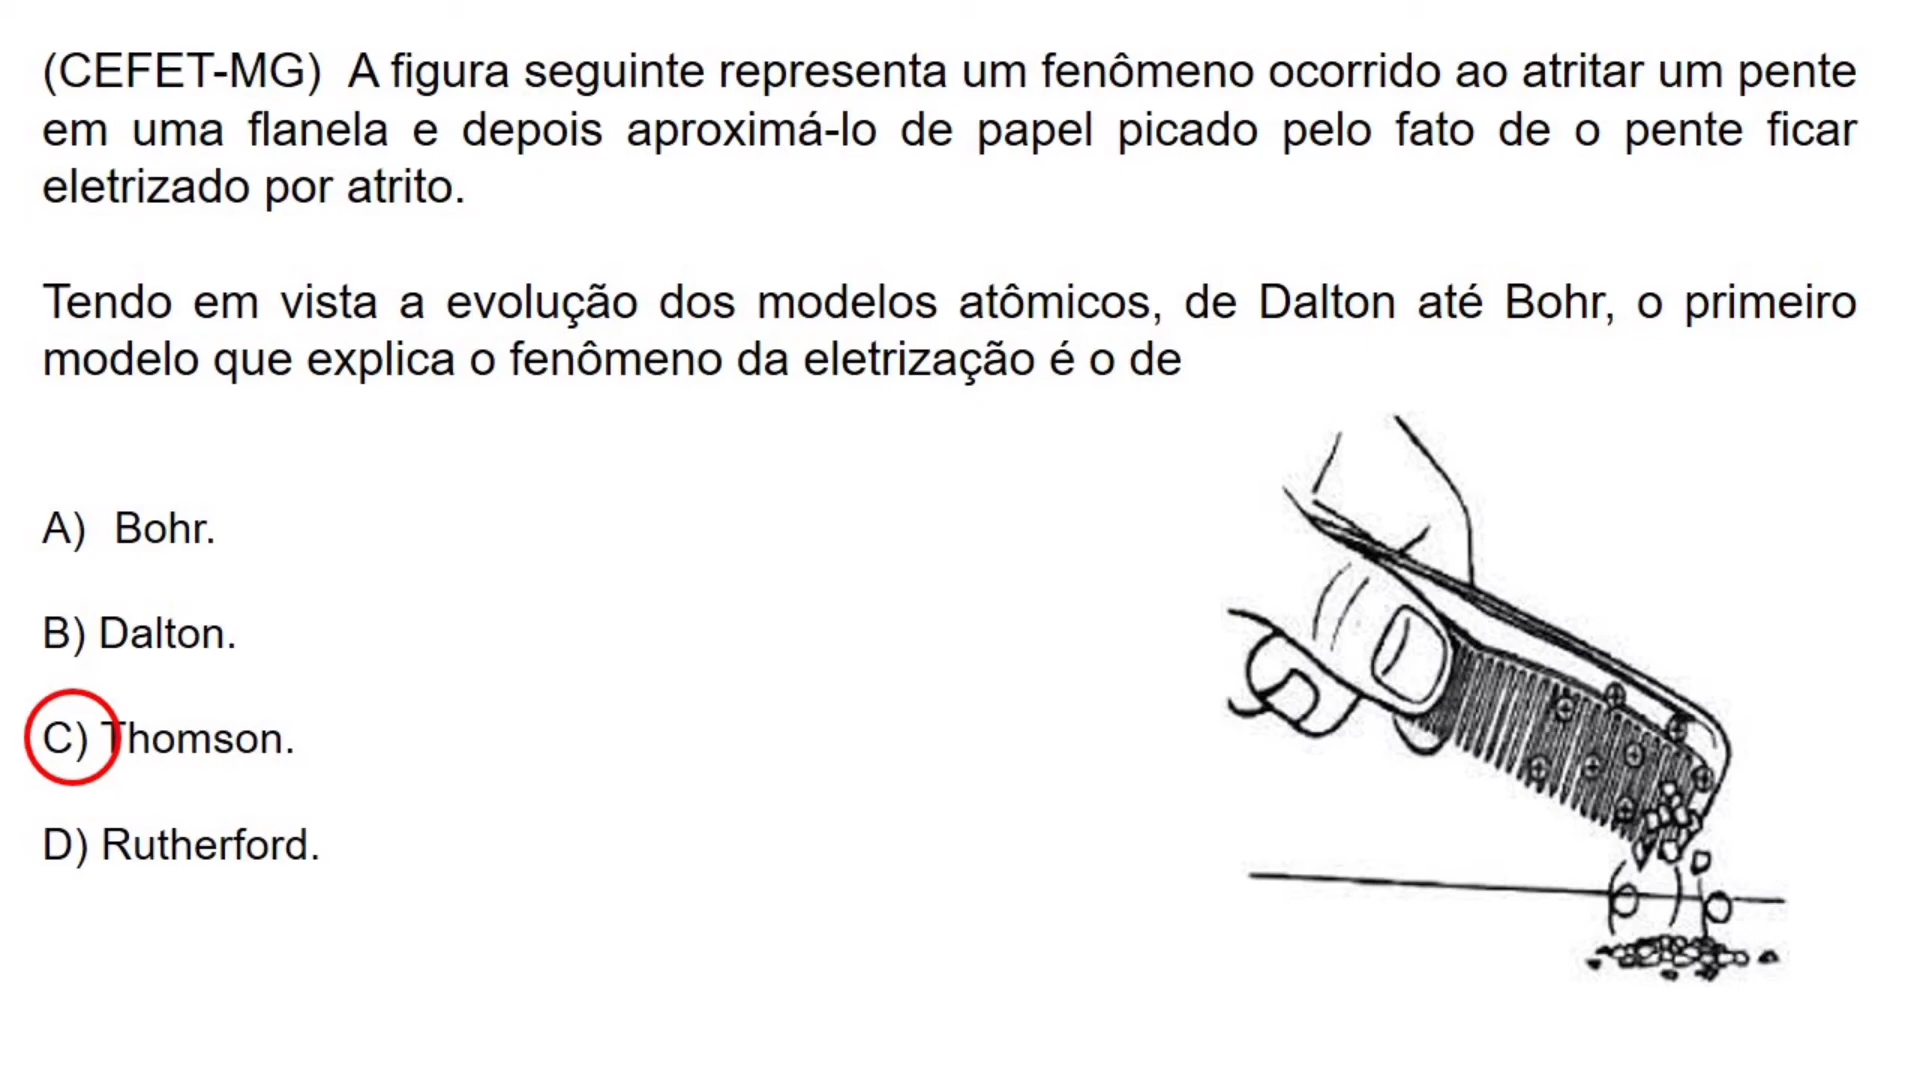 (CEFET-MG) A figura seguinte representa um fenômeno ocorrido ao atritar um pente
em uma flanela e depois aproximá-lo de papel picado pelo fato de o pente ficar
eletrizado por atrito.
Tendo em vista a evolução dos modelos atômicos, de Dalton até Bohr, o primeiro
modelo que explica o fenômeno da eletrização é o de
A) Bohr.
B) Dalton.
C) Thomson.
D) Rutherford.